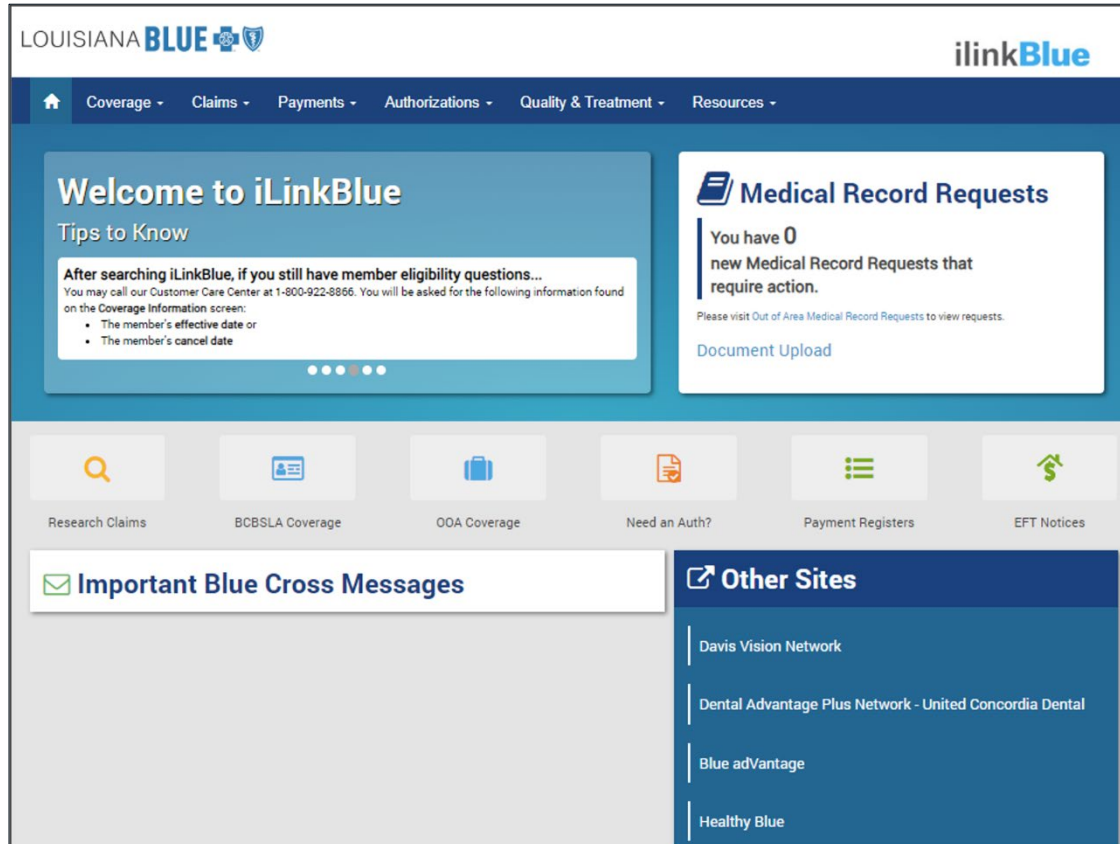 LOUISIANA BLUE
ilinkBlue
Coverage
Claims
Payments
Authorizations
Quality & Treatment
Resources
Welcome to iLinkBlue
Tips to Know
After searching iLinkBlue, if you still have member eligibility questions...
You may call our Customer Care Center at 1-800-922-8866. You will be asked for the following information found
on the Coverage Information screen:
• The member's effective date or
• The member's cancel date
Medical Record Requests
You have 0
new Medical Record Requests that
require action.
Please visit Out of Area Medical Record Requests to view requests.
Document Upload
Research Claims
BCBSLA Coverage
OOA Coverage
Need an Auth?
Payment Registers
EFT Notices
Important Blue Cross Messages
Other Sites
Davis Vision Network
Dental Advantage Plus Network - United Concordia Dental
Blue adVantage
Healthy Blue